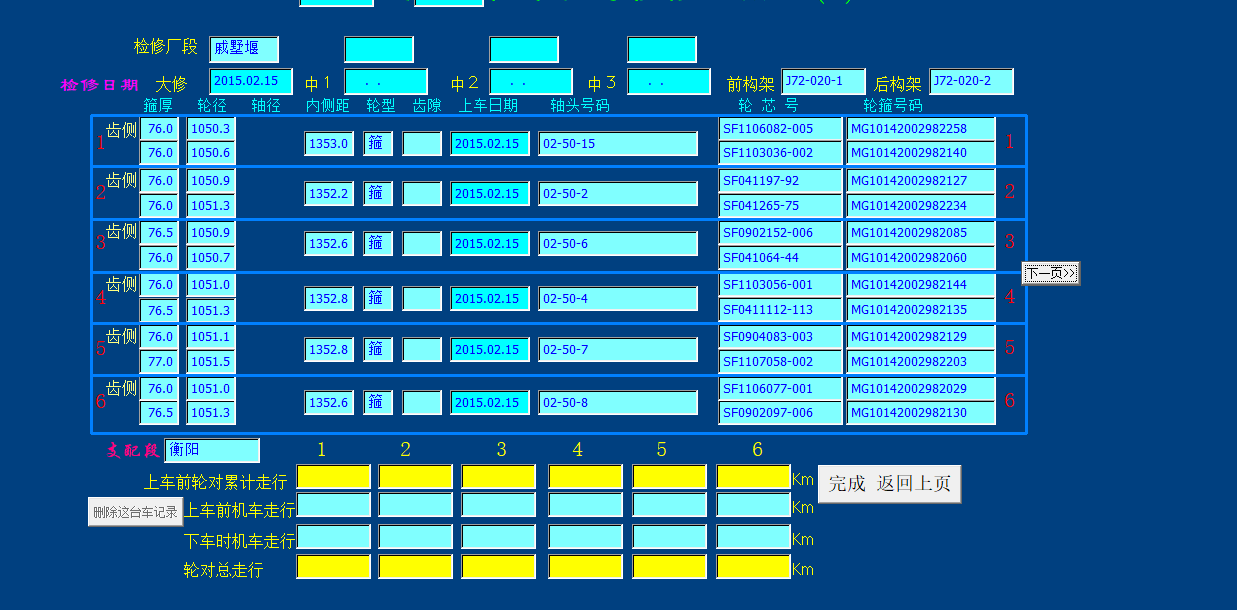 检修厂段 戚墅堰
检修日期 大修 2015.02.15 中1 . . 中2 . . 中3 . . 前构架 J72-020-1 后构架 J72-020-2
箍厚 轮径 轴径 内侧距 轮型 齿隙 上车日期 轴头号码 轮 芯 号 轮箍号码
齿侧 76.0 1050.3 SF1106082-005 MG10142002982258
1 1353.0 箍 2015.02.15 02-50-15 1
76.0 1050.6 SF1103036-002 MG10142002982140
齿侧 76.0 1050.9 SF041197-92 MG10142002982127
2 1352.2 箍 2015.02.15 02-50-2 2
76.0 1051.3 SF041265-75 MG10142002982234
齿侧 76.5 1050.9 SF0902152-006 MG10142002982085
3 1352.6 箍 2015.02.15 02-50-6 3
76.0 1050.7 SF041064-44 MG10142002982060
下一页>>
齿侧 76.0 1051.0 SF1103056-001 MG10142002982144
4 1352.8 箍 2015.02.15 02-50-4 4
76.5 1051.3 SF0411112-113 MG10142002982135
齿侧 76.0 1051.1 SF0904083-003 MG10142002982129
5 1352.8 箍 2015.02.15 02-50-7 5
77.0 1051.5 SF1107058-002 MG10142002982203
齿侧 76.0 1051.0 SF1106077-001 MG10142002982029
6 1352.6 箍 2015.02.15 02-50-8 6
76.5 1051.3 SF0902097-006 MG10142002982130
支配段 衡阳 1 2 3 4 5 6
上车前轮对累计走行 Km 完成 返回上页
删除这台车记录 上车前机车走行 Km
下车时机车走行 Km
轮对总走行 Km